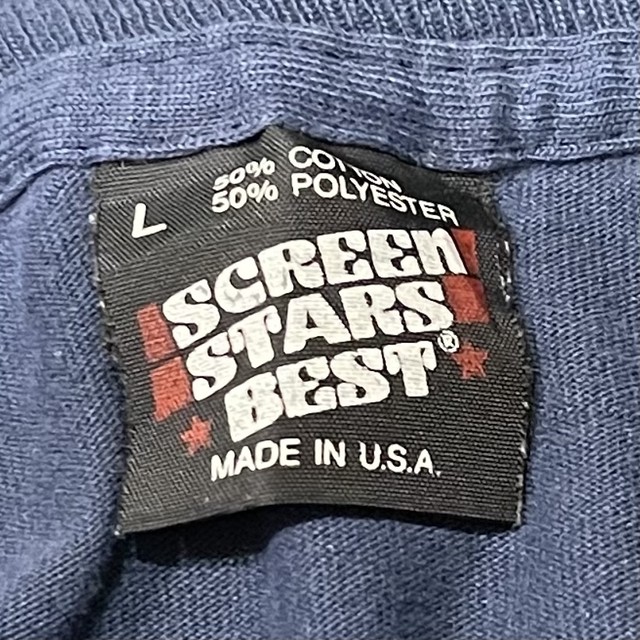 L
50% COTTON
50% POLYESTER
SCREEN
STARS
BEST®
MADE IN U.S.A.